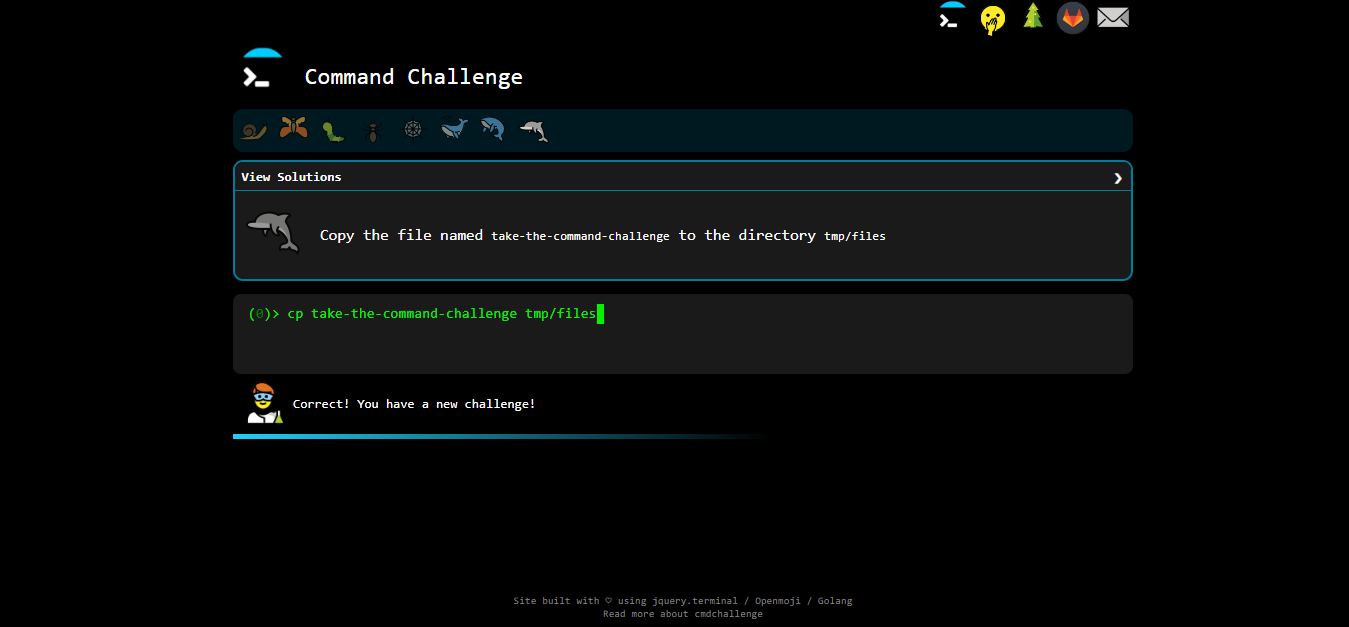 Command Challenge
View Solutions
Copy the file named take-the-command-challenge to the directory tmp/files
(0)> cp take-the-command-challenge tmp/files
Correct! You have a new challenge!
Site built with ♡ using jquery.terminal / Openmoji / Golang
Read more about cmdchallenge